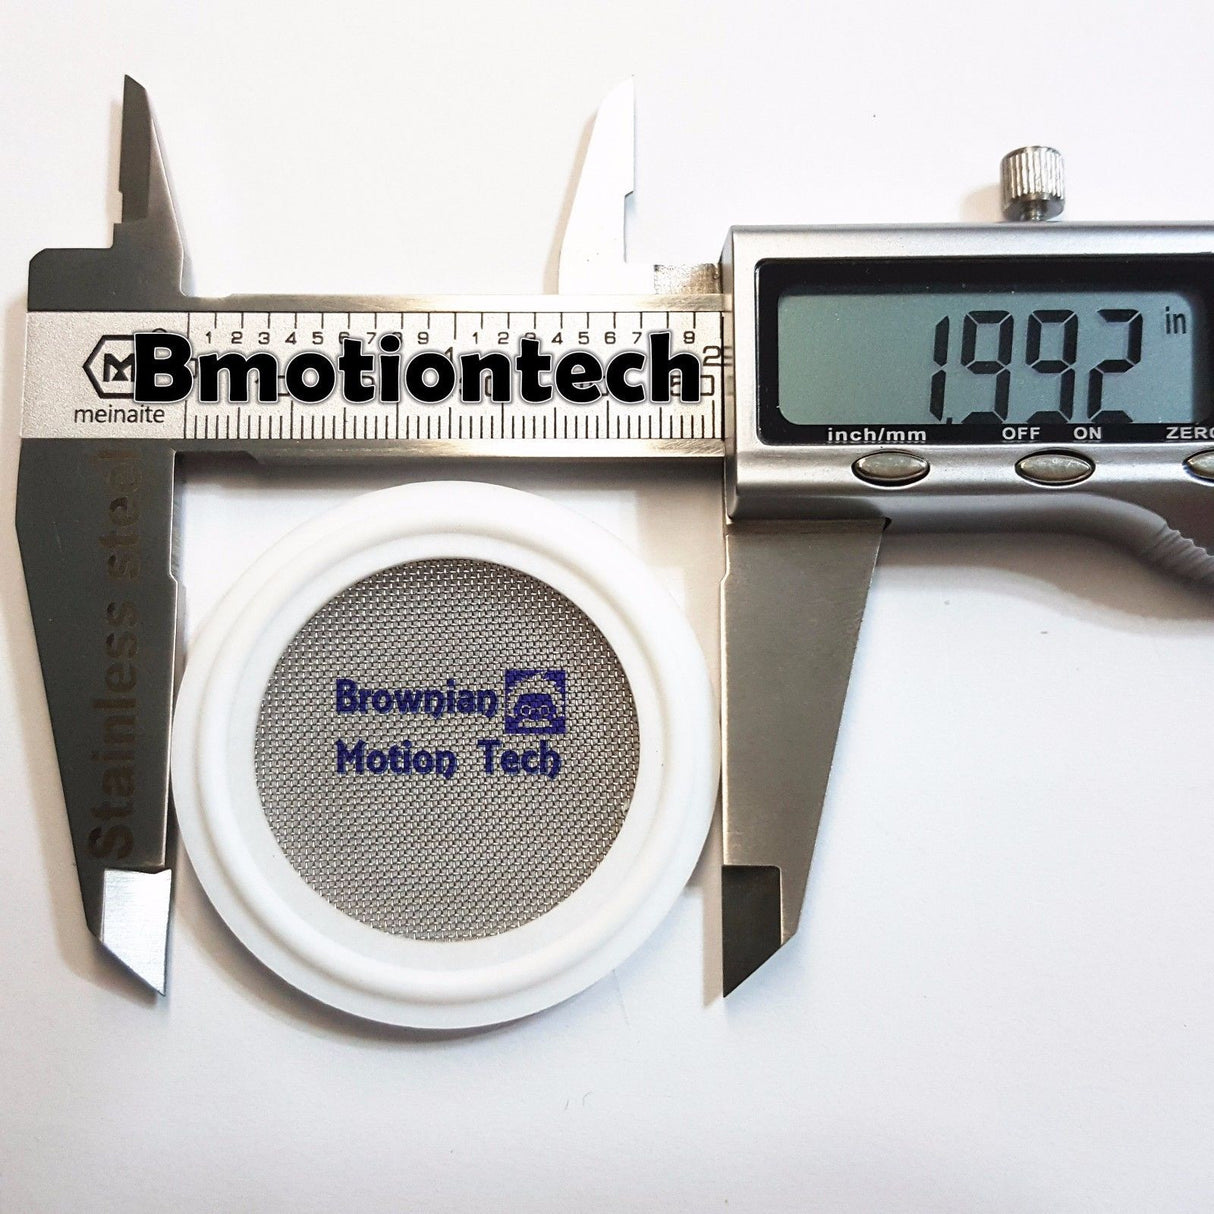 Bmotiontech
meinaite
Stainless steel
1.992 in
inch/mm OFF ON ZERO
Brownian
Motion Tech